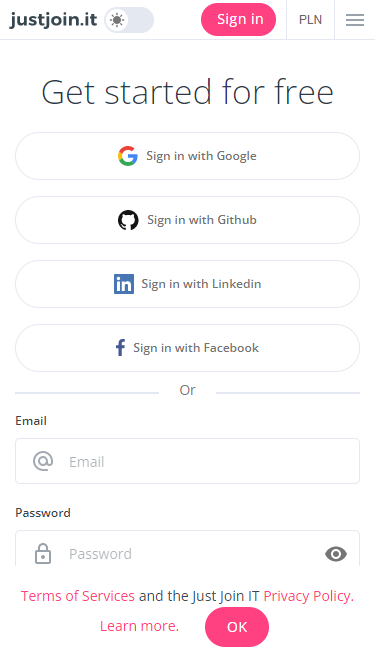 justjoin.it
Sign in
PLN
Get started for free
Sign in with Google
Sign in with Github
Sign in with Linkedin
Sign in with Facebook
Or
Email
Email
Password
Password
Terms of Services and the Just Join IT Privacy Policy.
Learn more.
OK